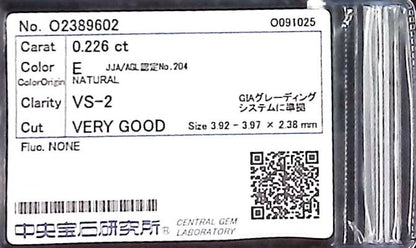 No. O2389602 O091025
Carat 0.226 ct
Color E JJA/AGL認定No.204
ColorOrigin NATURAL
Clarity VS-2 GIAグレーディング
システムに準拠
Cut VERY GOOD Size 3.92 - 3.97 × 2.38 mm
Fluo. NONE
中央宝石研究所 CENTRAL GEM
LABORATORY